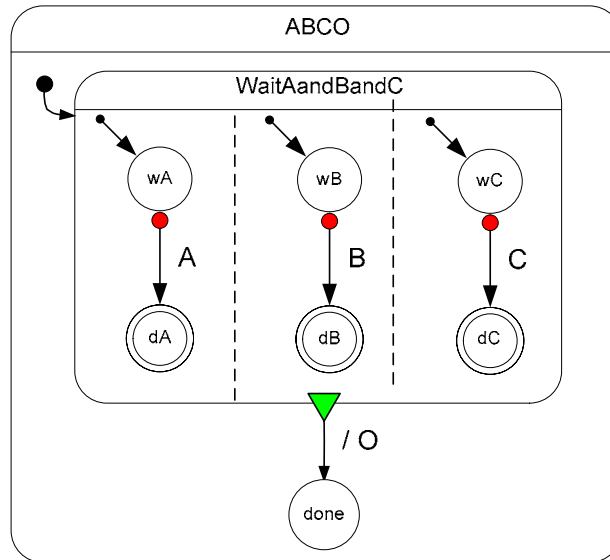 ABCO
WaitAandBandC
wA wB wC
A B C
dA dB dC
/ O
done